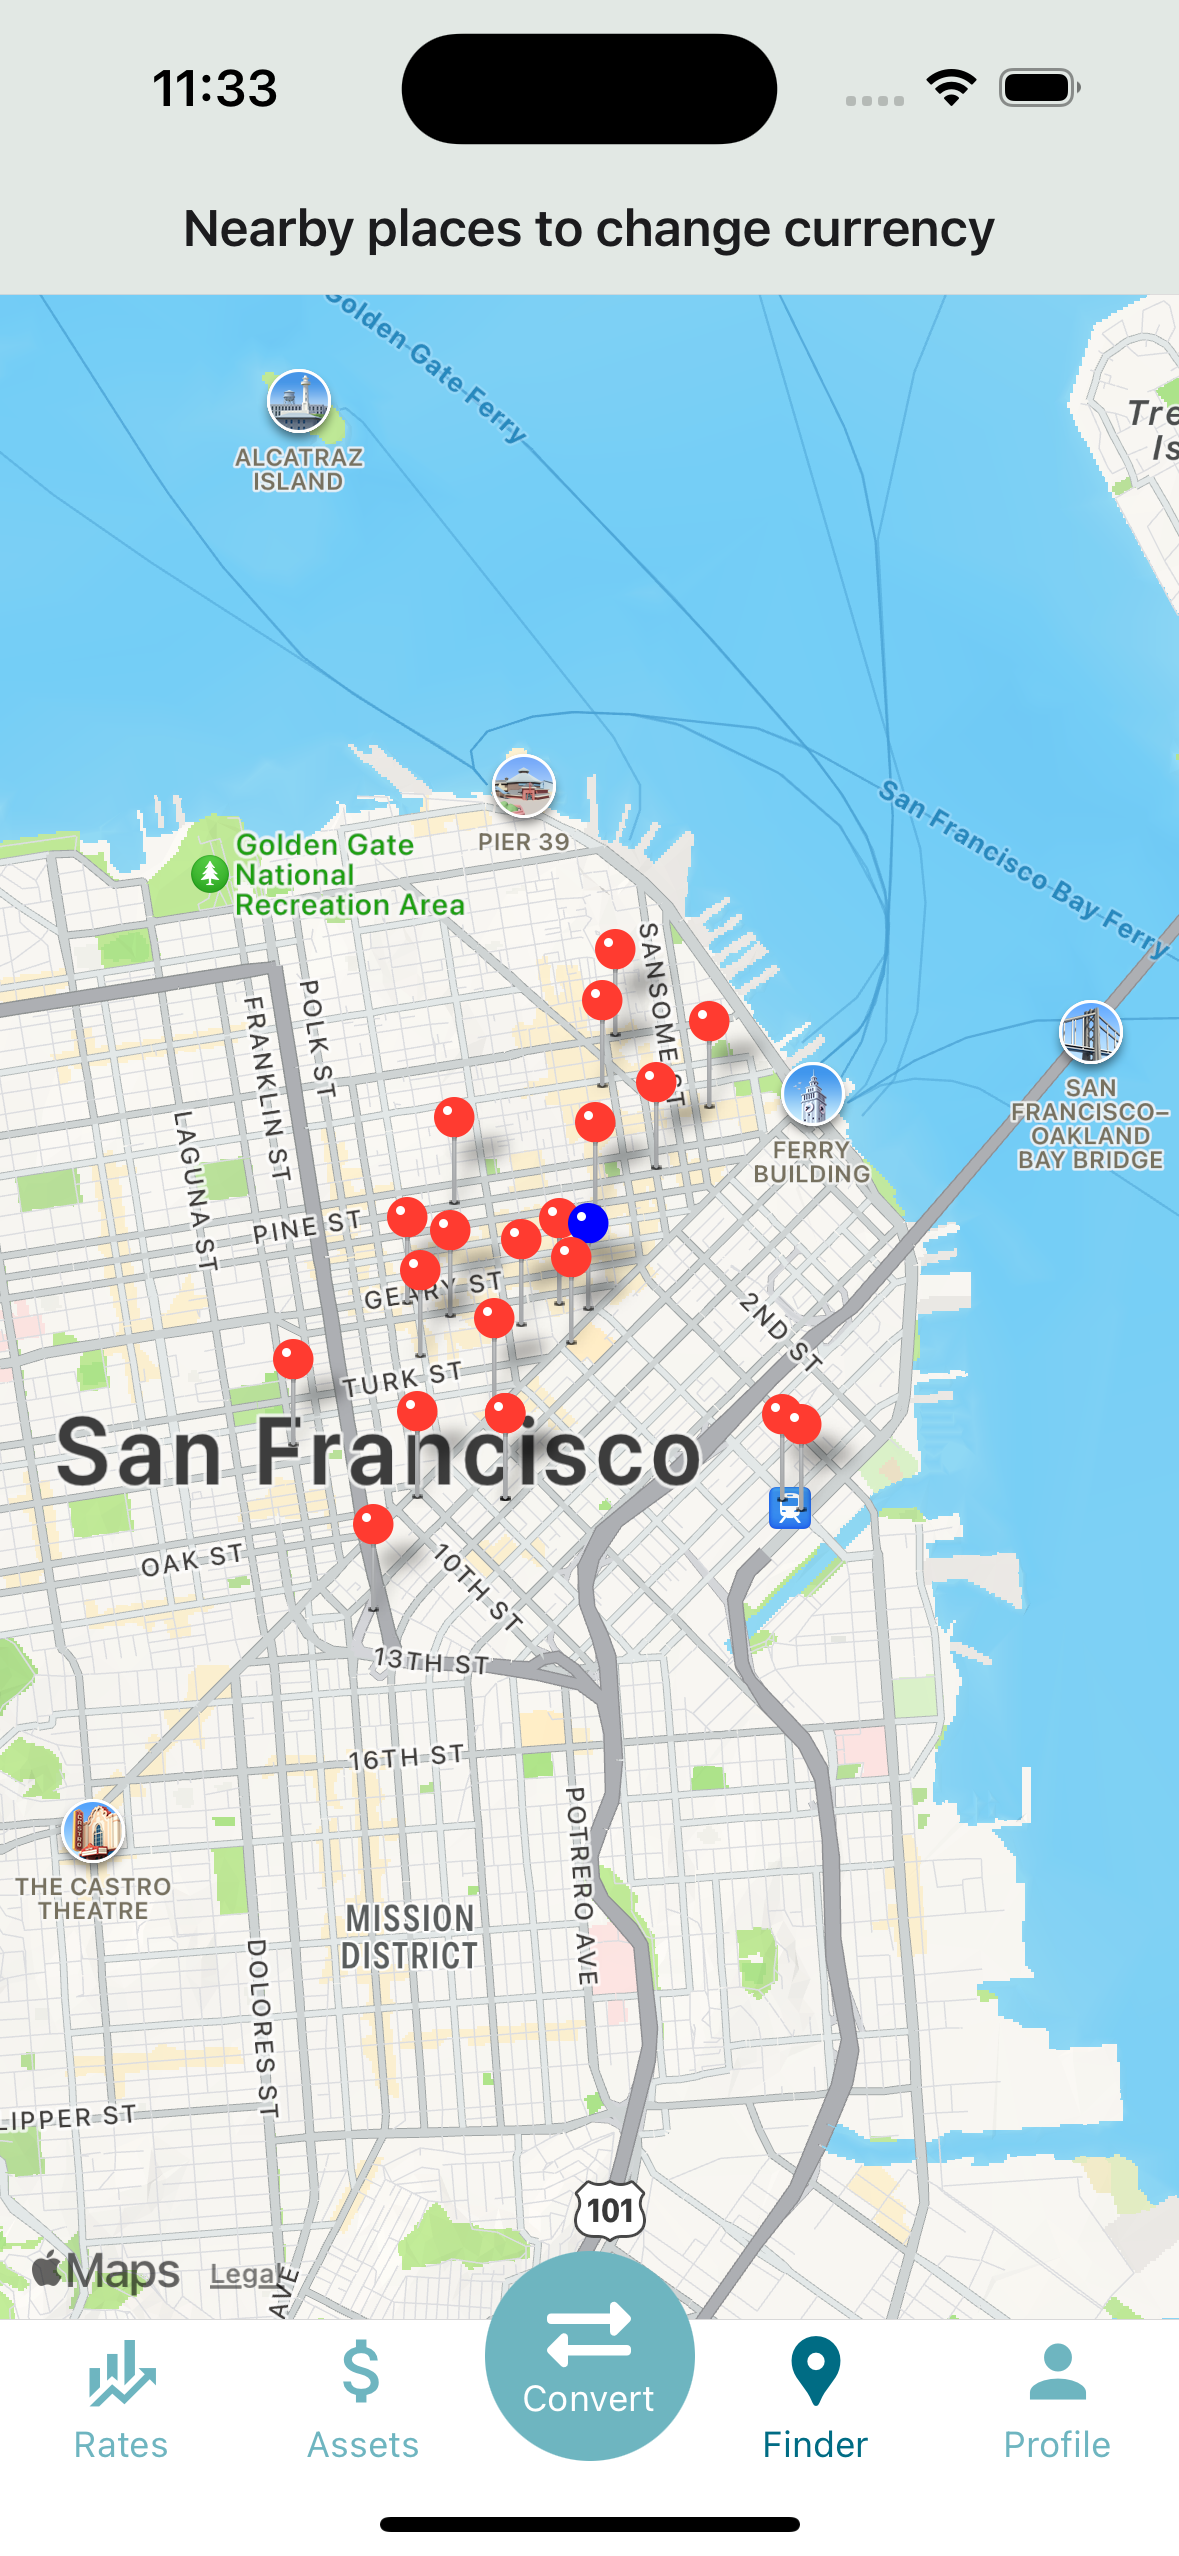 11:33
Nearby places to change currency
Golden Gate Ferry
Tre
Is
ALCATRAZ
ISLAND
San Francisco Bay Ferry
PIER 39
Golden Gate
National
Recreation Area
SANSOME ST
POLK ST
FRANKLIN ST
LAGUNA ST
SAN
FRANCISCO–
OAKLAND
BAY BRIDGE
FERRY
BUILDING
PINE ST
GEARY ST
2ND ST
TURK ST
San Francisco
OAK ST
10TH ST
13TH ST
16TH ST
POTRERO AVE
THE CASTRO
THEATRE
MISSION
DISTRICT
DOLORES ST
LIPPER ST
101
Maps
Legal
AVE
Rates
Assets
Convert
Finder
Profile